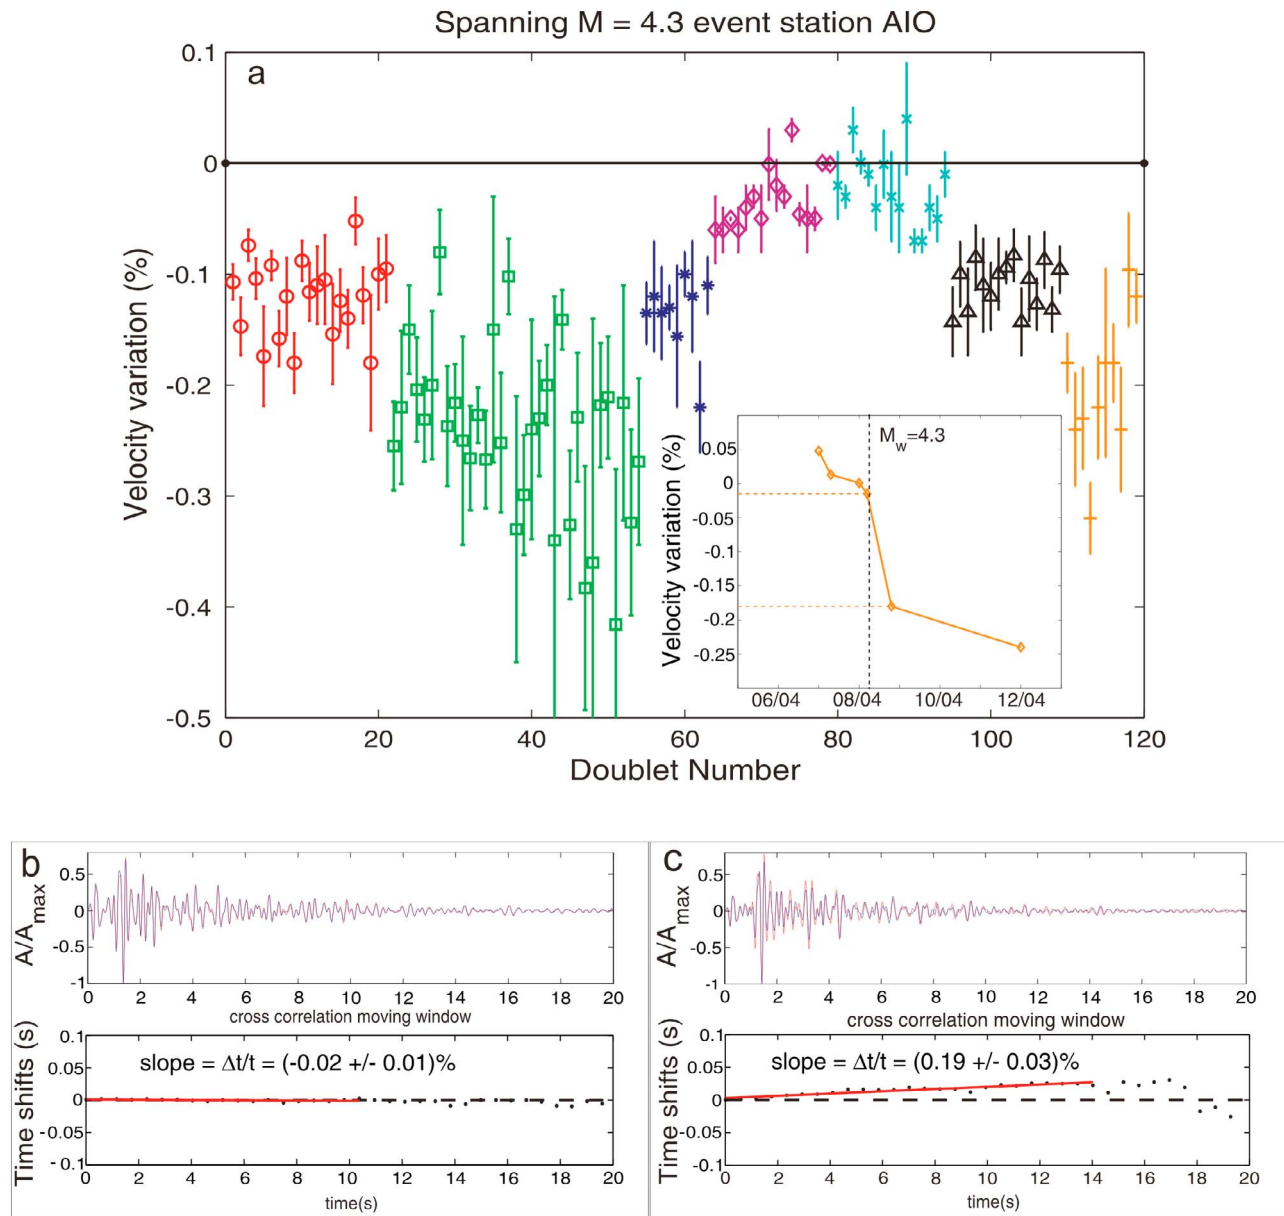 Spanning M = 4.3 event station AIO
a
Velocity variation (%)
0.1
0
-0.1
-0.2
-0.3
-0.4
-0.5
0 20 40 60 80 100 120
Doublet Number
Velocity variation (%)
0.05
0
-0.05
-0.1
-0.15
-0.2
-0.25
M_w=4.3
06/04 08/04 10/04 12/04
b
A/A_max
0.5
0
-0.5
-1
0 2 4 6 8 10 12 14 16 18 20
cross correlation moving window
Time shifts (s)
0.1
0.05
0
-0.05
-0.1
slope = Δt/t = (-0.02 +/- 0.01)%
0 2 4 6 8 10 12 14 16 18 20
time(s)
c
A/A_max
0.5
0
-0.5
-1
0 2 4 6 8 10 12 14 16 18 20
cross correlation moving window
Time shifts (s)
0.1
0.05
0
-0.05
-0.1
slope = Δt/t = (0.19 +/- 0.03)%
0 2 4 6 8 10 12 14 16 18 20
time(s)